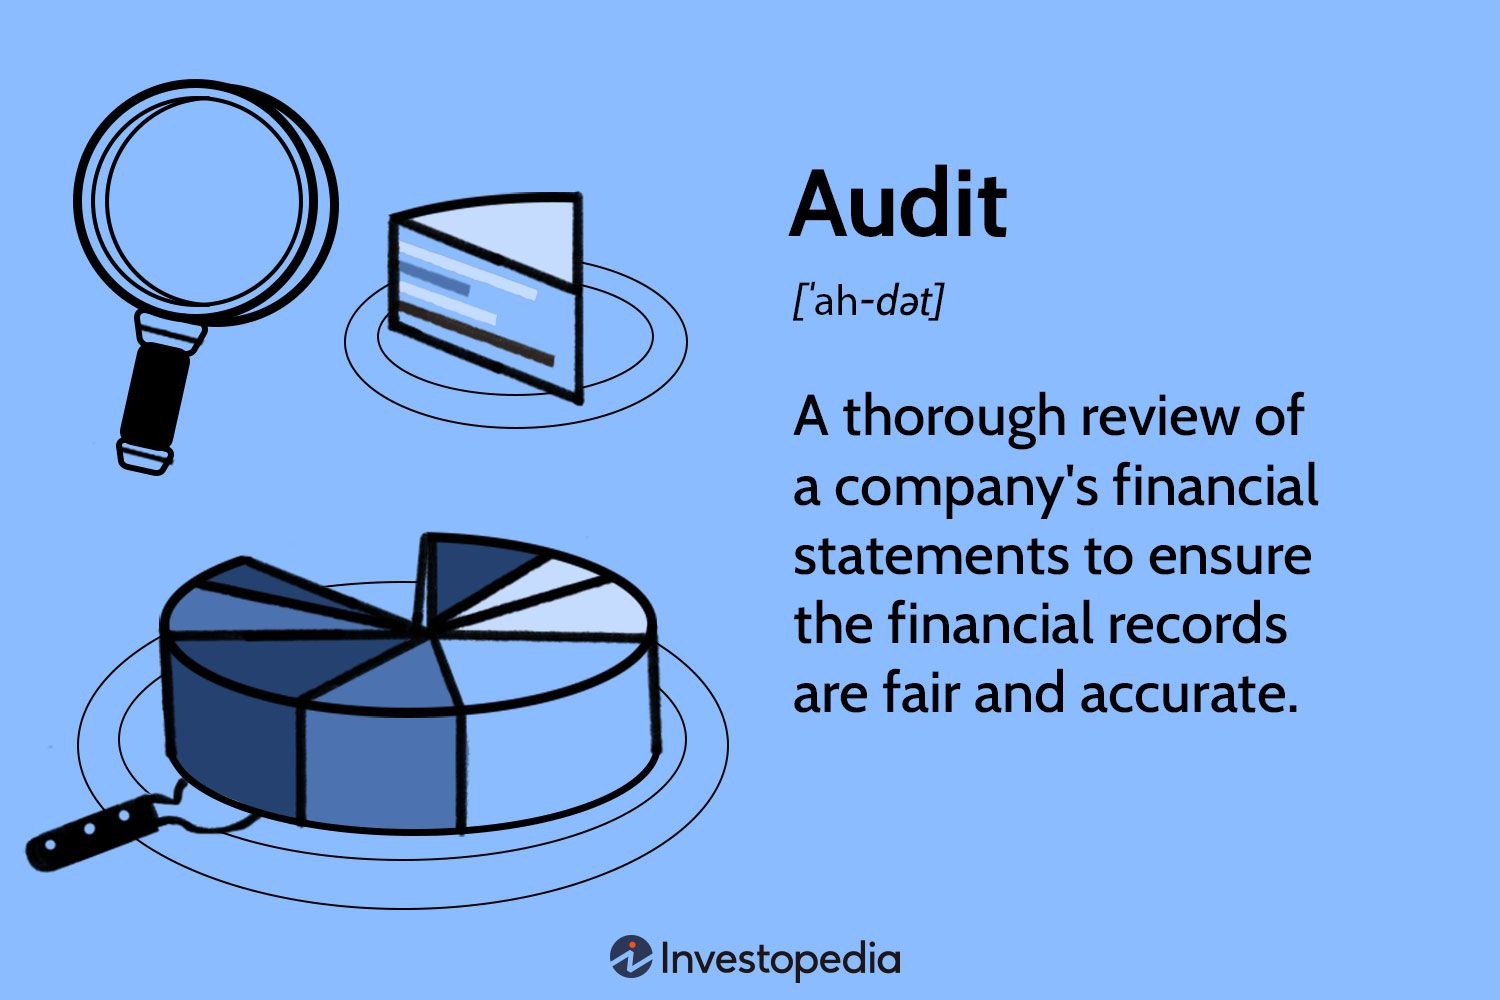 Audit
[ˈah-dət]
A thorough review of
a company's financial
statements to ensure
the financial records
are fair and accurate.
Investopedia